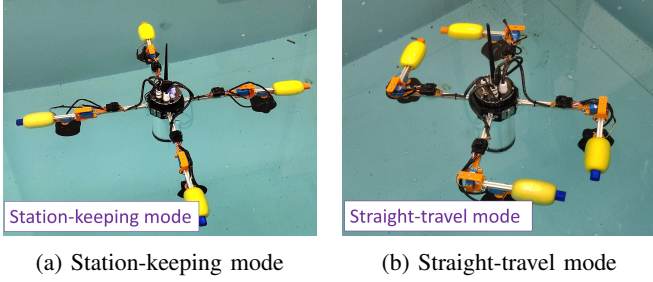 Station-keeping mode
Straight-travel mode
(a) Station-keeping mode
(b) Straight-travel mode